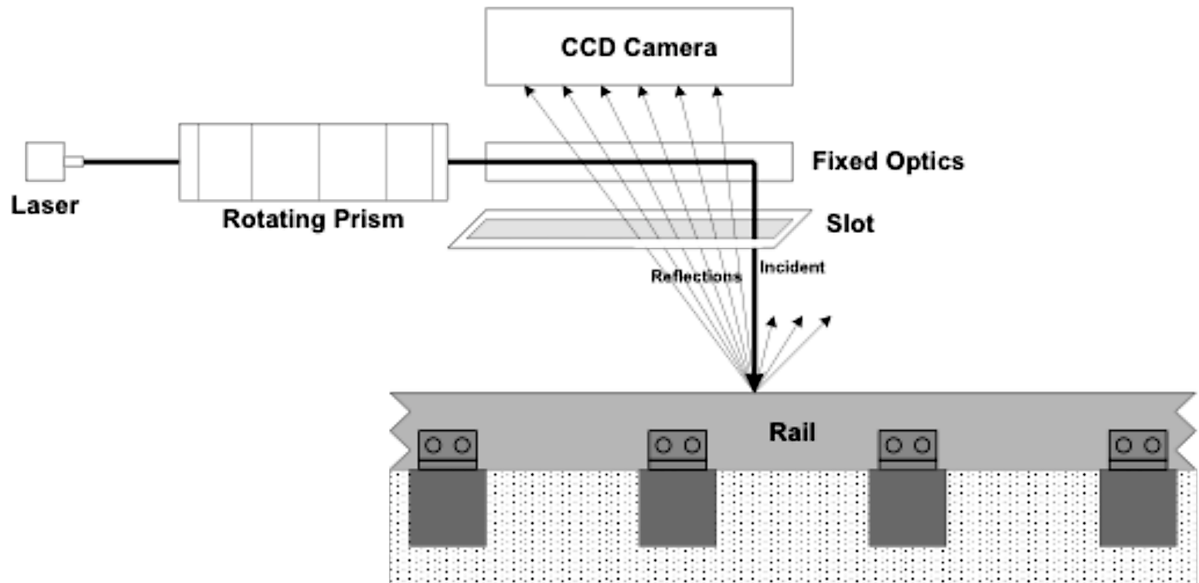 CCD Camera
Fixed Optics
Laser
Rotating Prism
Slot
Reflections
Incident
Rail